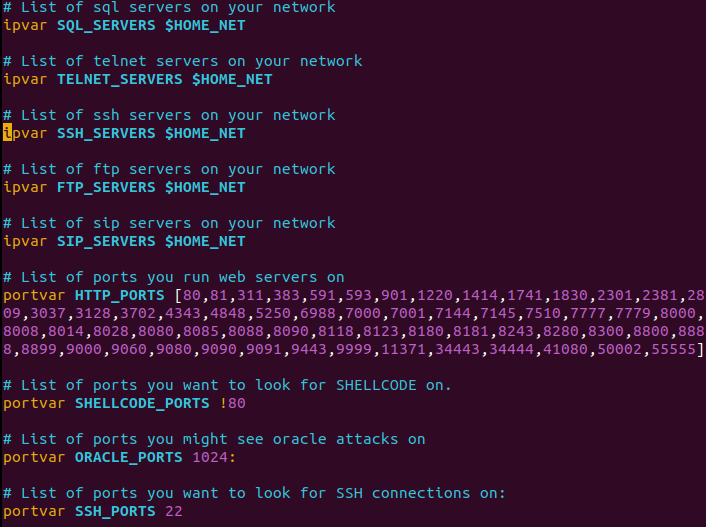 # List of sql servers on your network
ipvar SQL_SERVERS $HOME_NET
# List of telnet servers on your network
ipvar TELNET_SERVERS $HOME_NET
# List of ssh servers on your network
ipvar SSH_SERVERS $HOME_NET
# List of ftp servers on your network
ipvar FTP_SERVERS $HOME_NET
# List of sip servers on your network
ipvar SIP_SERVERS $HOME_NET
# List of ports you run web servers on
portvar HTTP_PORTS [80,81,311,383,591,593,901,1220,1414,1741,1830,2301,2381,28
09,3037,3128,3702,4343,4848,5250,6988,7000,7001,7144,7145,7510,7777,7779,8000,
8008,8014,8028,8080,8085,8088,8090,8118,8123,8180,8181,8243,8280,8300,8800,888
8,8899,9000,9060,9080,9090,9091,9443,9999,11371,34443,34444,41080,50002,55555]
# List of ports you want to look for SHELLCODE on.
portvar SHELLCODE_PORTS !80
# List of ports you might see oracle attacks on
portvar ORACLE_PORTS 1024:
# List of ports you want to look for SSH connections on:
portvar SSH_PORTS 22